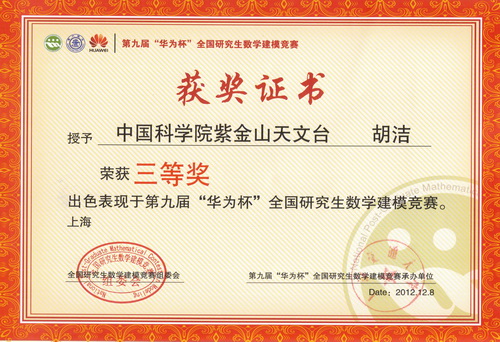 HUAWEI 第九届“华为杯”全国研究生数学建模竞赛
获奖证书
授予 中国科学院紫金山天文台 胡洁
荣获 三等奖
出色表现于第九届“华为杯”全国研究生数学建模竞赛。
上海
全国研究生数学建模竞赛组委会
组委会
第九届“华为杯”全国研究生数学建模竞赛承办单位
Date: 2012.12.8